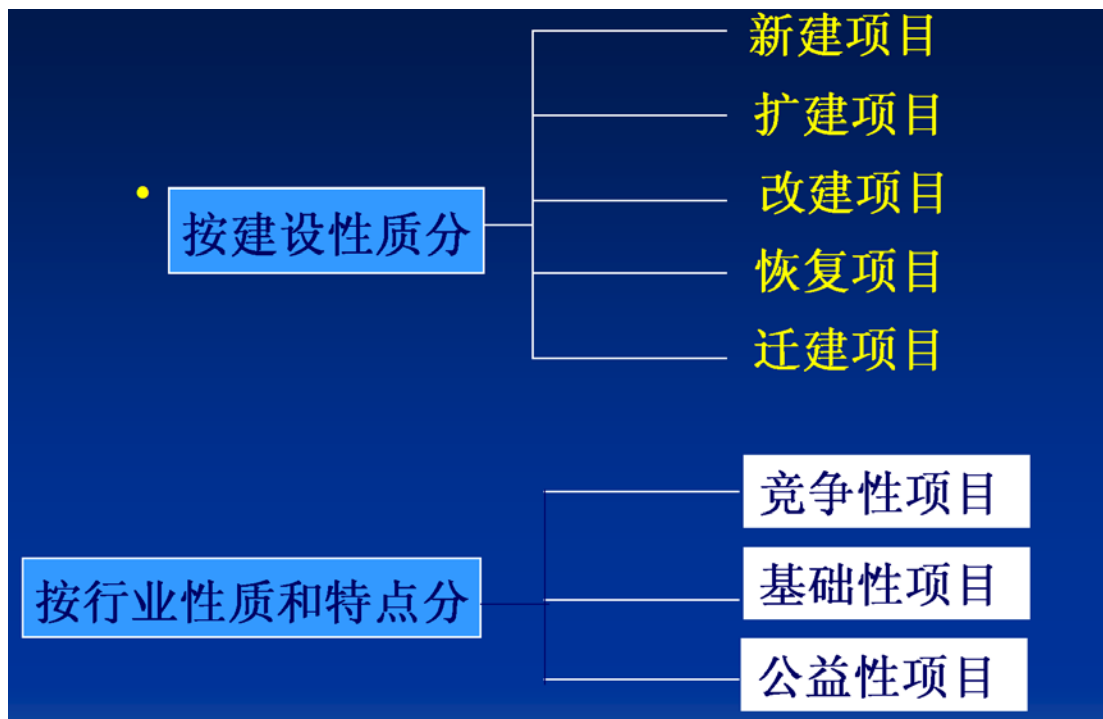 新建项目
扩建项目
改建项目
按建设性质分
恢复项目
迁建项目
竞争性项目
基础性项目
按行业性质和特点分
公益性项目